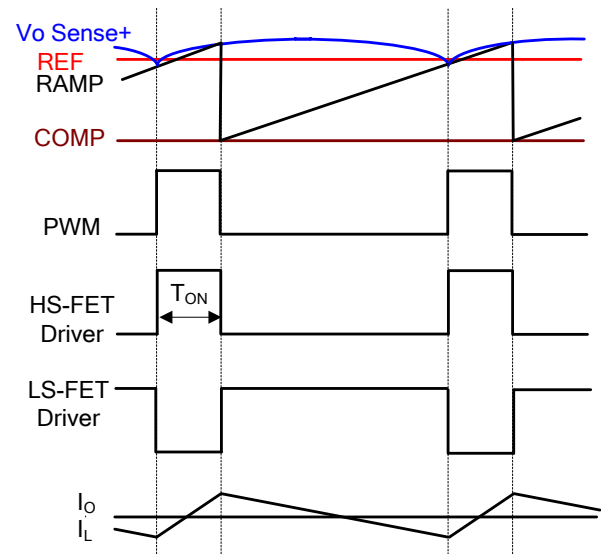 Vo Sense+
REF
RAMP
COMP
PWM
HS-FET
Driver
TON
LS-FET
Driver
IO
IL